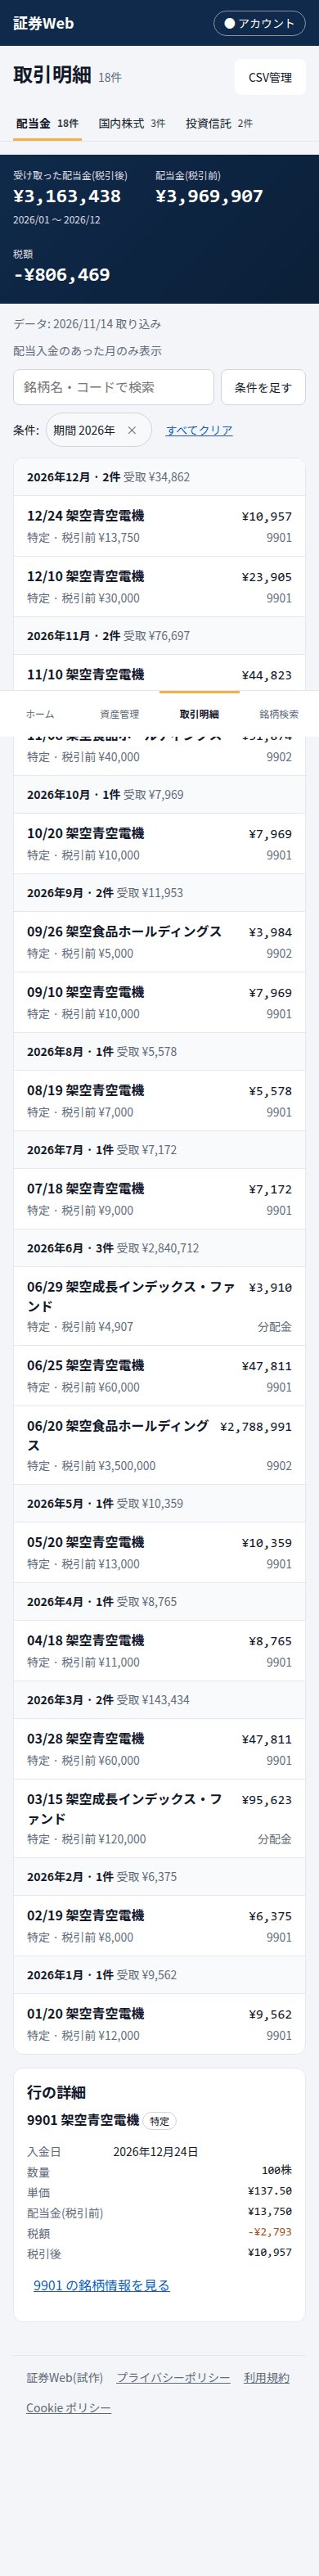 証券Web
アカウント
取引明細 18件
CSV管理
配当金 18件 国内株式 3件 投資信託 2件
受け取った配当金(税引後)
¥3,163,438
2026/01 〜 2026/12
配当金(税引前)
¥3,969,907
税額
-¥806,469
データ: 2026/11/14 取り込み
配当入金のあった月のみ表示
銘柄名・コードで検索
条件を足す
条件: 期間 2026年 × すべてクリア
2026年12月・2件 受取 ¥34,862
12/24 架空青空電機 ¥10,957
特定・税引前 ¥13,750 9901
12/10 架空青空電機 ¥23,905
特定・税引前 ¥30,000 9901
2026年11月・2件 受取 ¥76,697
11/10 架空青空電機 ¥44,823
ホーム 資産管理 取引明細 銘柄検索
特定・税引前 ¥40,000 9902
2026年10月・1件 受取 ¥7,969
10/20 架空青空電機 ¥7,969
特定・税引前 ¥10,000 9901
2026年9月・2件 受取 ¥11,953
09/26 架空食品ホールディングス ¥3,984
特定・税引前 ¥5,000 9902
09/10 架空青空電機 ¥7,969
特定・税引前 ¥10,000 9901
2026年8月・1件 受取 ¥5,578
08/19 架空青空電機 ¥5,578
特定・税引前 ¥7,000 9901
2026年7月・1件 受取 ¥7,172
07/18 架空青空電機 ¥7,172
特定・税引前 ¥9,000 9901
2026年6月・3件 受取 ¥2,840,712
06/29 架空成長インデックス・ファ ¥3,910
ンド
特定・税引前 ¥4,907 分配金
06/25 架空青空電機 ¥47,811
特定・税引前 ¥60,000 9901
06/20 架空食品ホールディング ¥2,788,991
ス
特定・税引前 ¥3,500,000 9902
2026年5月・1件 受取 ¥10,359
05/20 架空青空電機 ¥10,359
特定・税引前 ¥13,000 9901
2026年4月・1件 受取 ¥8,765
04/18 架空青空電機 ¥8,765
特定・税引前 ¥11,000 9901
2026年3月・2件 受取 ¥143,434
03/28 架空青空電機 ¥47,811
特定・税引前 ¥60,000 9901
03/15 架空成長インデックス・フ ¥95,623
ァンド
特定・税引前 ¥120,000 分配金
2026年2月・1件 受取 ¥6,375
02/19 架空青空電機 ¥6,375
特定・税引前 ¥8,000 9901
2026年1月・1件 受取 ¥9,562
01/20 架空青空電機 ¥9,562
特定・税引前 ¥12,000 9901
行の詳細
9901 架空青空電機 特定
入金日 2026年12月24日
数量 100株
単価 ¥137.50
配当金(税引前) ¥13,750
税額 -¥2,793
税引後 ¥10,957
9901 の銘柄情報を見る
証券Web(試作) プライバシーポリシー 利用規約
Cookie ポリシー